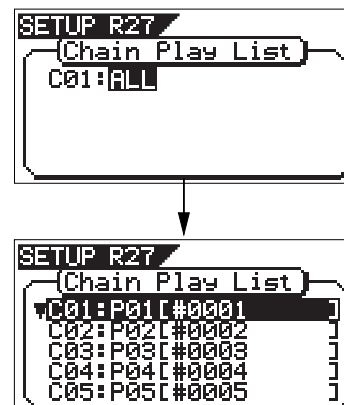 SETUP R27
Chain Play List
C01:ALL
SETUP R27
Chain Play List
C01:P01[#0001 ]
C02:P02[#0002 ]
C03:P03[#0003 ]
C04:P04[#0004 ]
C05:P05[#0005 ]